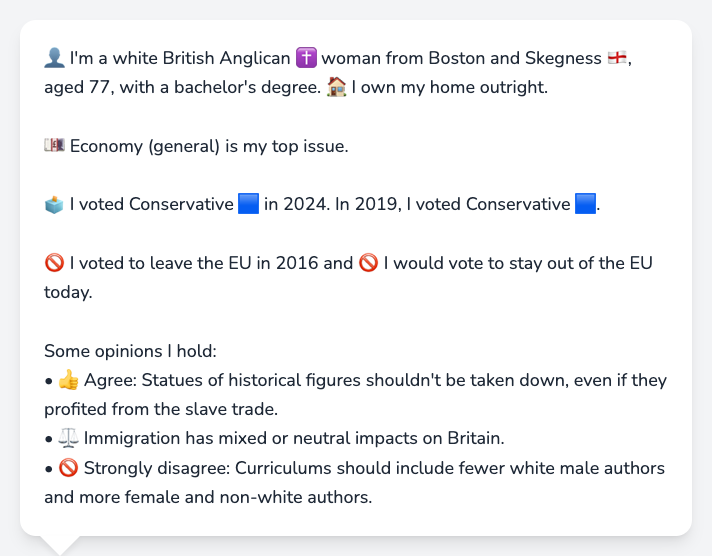 👤 I'm a white British Anglican ✝️ woman from Boston and Skegness 🏴󠁧󠁢󠁥󠁮󠁧󠁿,
aged 77, with a bachelor's degree. 🏠 I own my home outright.
💷 Economy (general) is my top issue.
🗳️ I voted Conservative 🟦 in 2024. In 2019, I voted Conservative 🟦.
🚫 I voted to leave the EU in 2016 and 🚫 I would vote to stay out of the EU
today.
Some opinions I hold:
• 👍 Agree: Statues of historical figures shouldn't be taken down, even if they
profited from the slave trade.
• ⚖️ Immigration has mixed or neutral impacts on Britain.
• 🚫 Strongly disagree: Curriculums should include fewer white male authors
and more female and non-white authors.